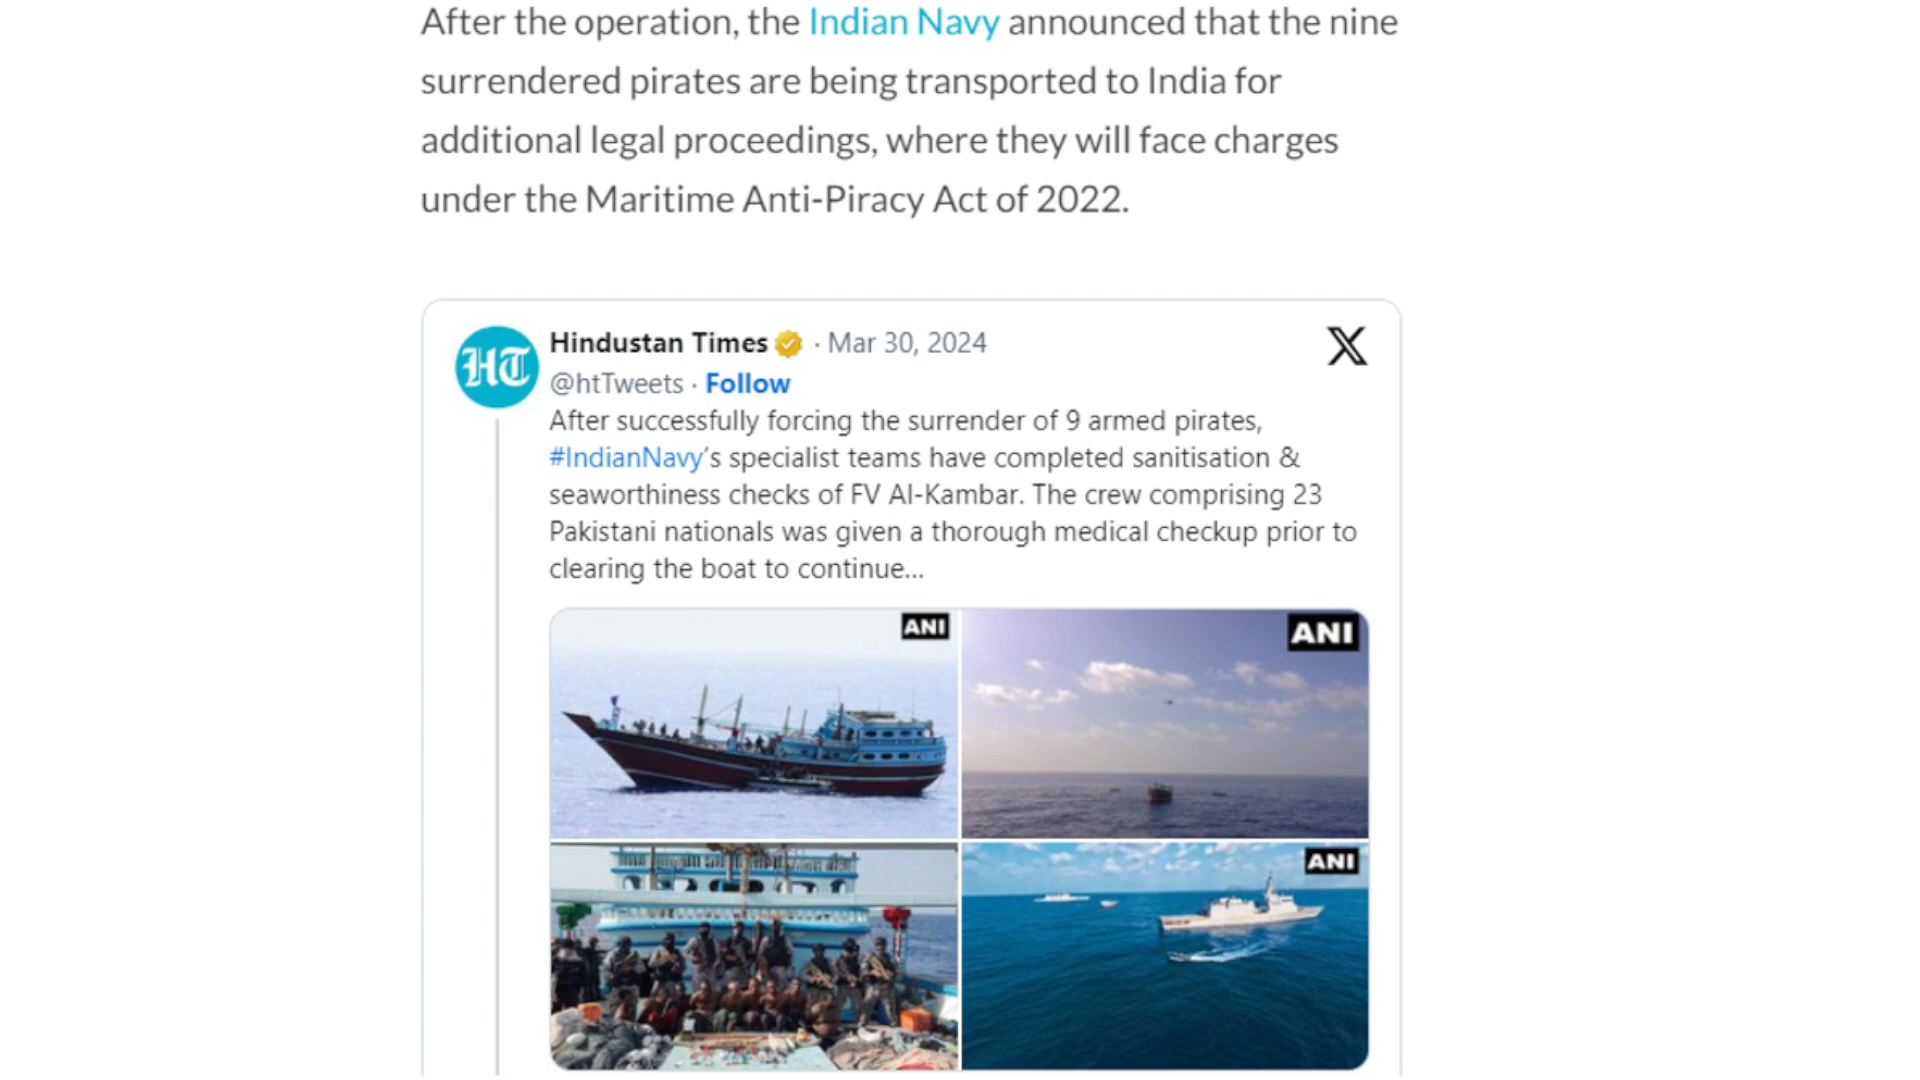 After the operation, the Indian Navy announced that the nine
surrendered pirates are being transported to India for
additional legal proceedings, where they will face charges
under the Maritime Anti-Piracy Act of 2022.
HT
Hindustan Times · Mar 30, 2024
X
@htTweets · Follow
After successfully forcing the surrender of 9 armed pirates,
#IndianNavy's specialist teams have completed sanitisation &
seaworthiness checks of FV Al-Kambar. The crew comprising 23
Pakistani nationals was given a thorough medical checkup prior to
clearing the boat to continue...
ANI
ANI
ANI